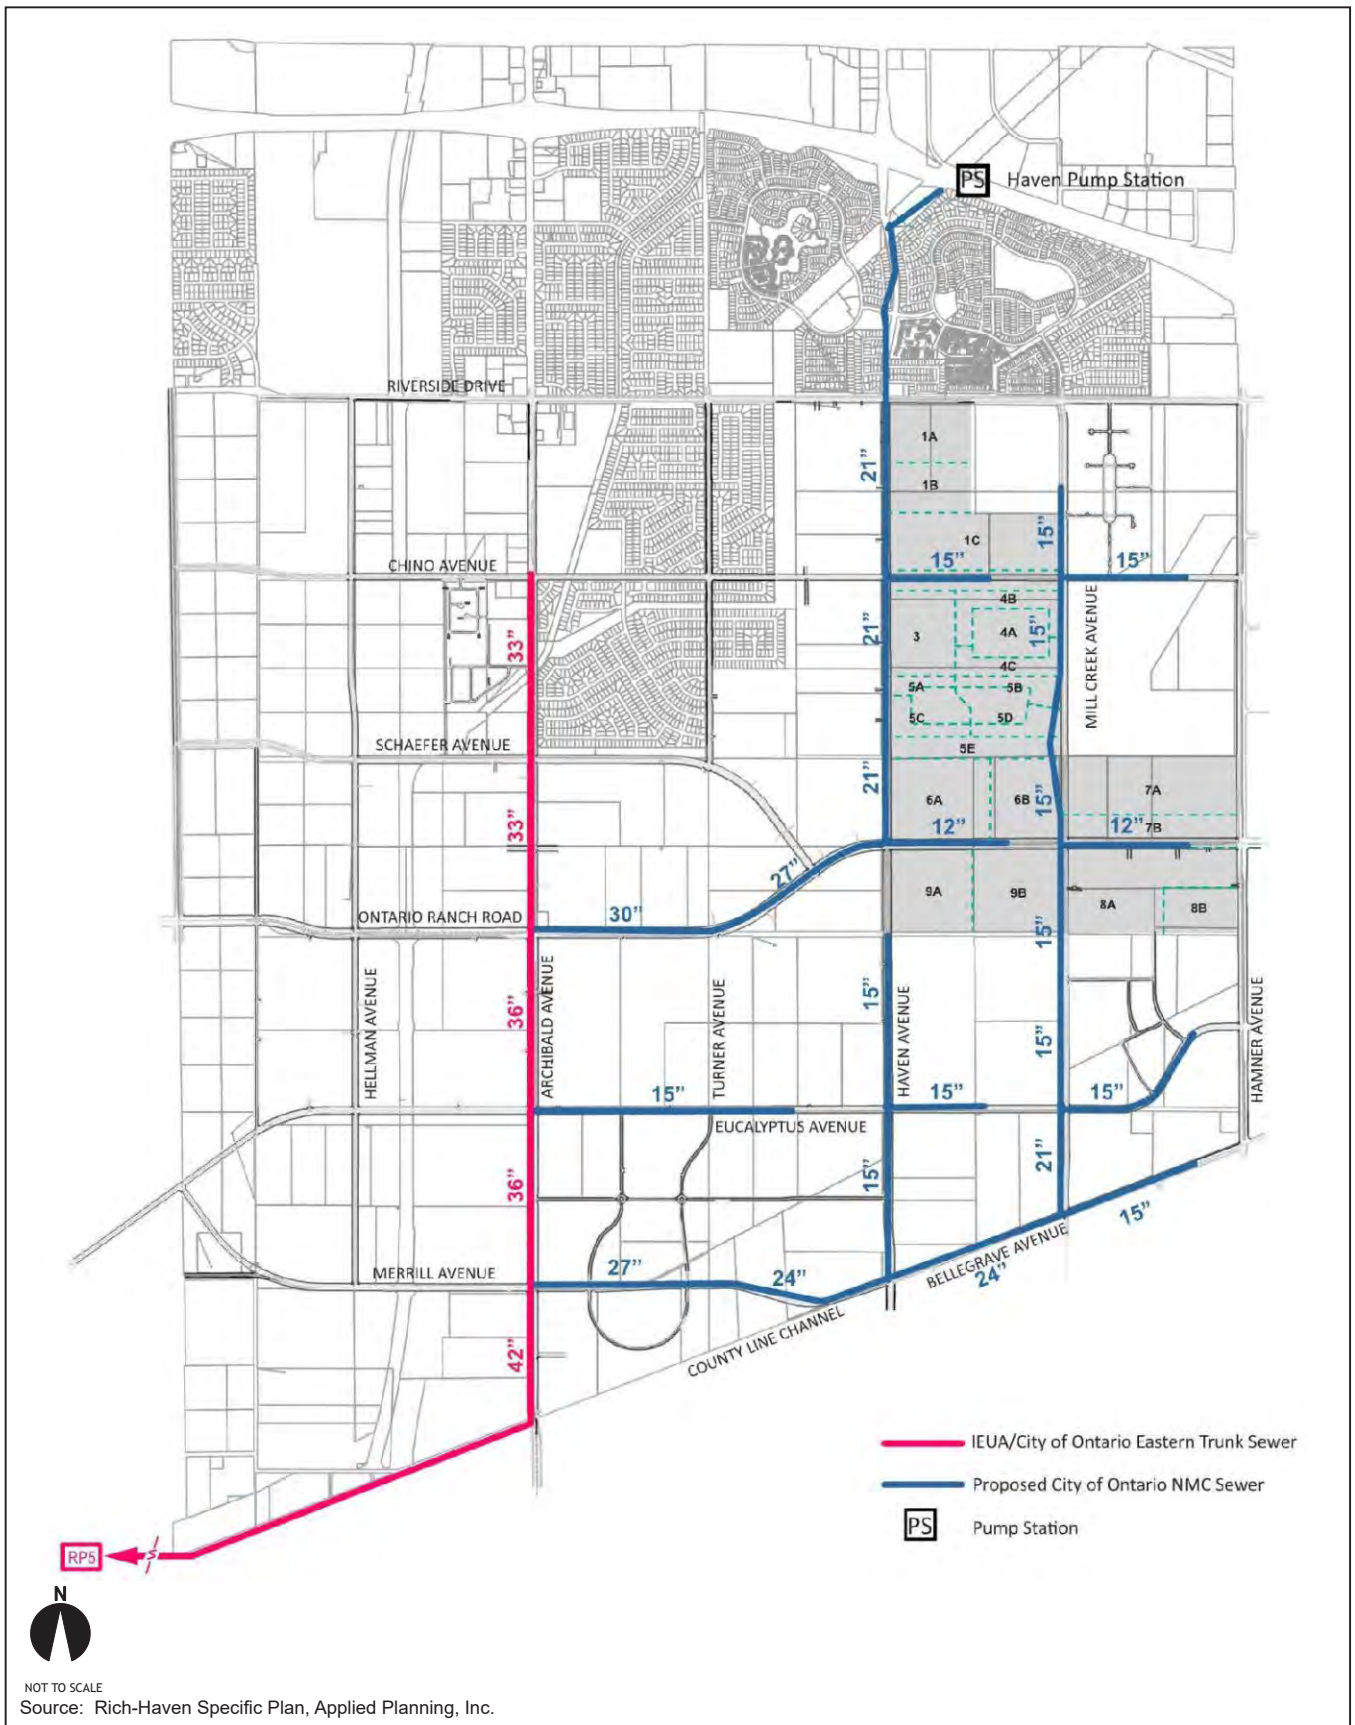 PS Haven Pump Station
RIVERSIDE DRIVE
1A
21”
1B
15”
1C
CHINO AVENUE
15”
15”
4B
21”
3
4A
15”
MILL CREEK AVENUE
33”
4C
5A
5B
5C
5D
SCHAEFER AVENUE
5E
21”
6A
6B
15”
7A
33”
12”
12”
7B
27”
9A
9B
8A
8B
ONTARIO RANCH ROAD
30”
15”
HELLMAN AVENUE
36”
ARCHIBALD AVENUE
TURNER AVENUE
15”
HAVEN AVENUE
15”
HAMNER AVENUE
15”
15”
15”
EUCALYPTUS AVENUE
36”
15”
21”
15”
MERRILL AVENUE
27”
24”
BELLEGRAVE AVENUE
24”
42”
COUNTY LINE CHANNEL
IEUA/City of Ontario Eastern Trunk Sewer
Proposed City of Ontario NMC Sewer
PS Pump Station
RP5
S
N
NOT TO SCALE
Source: Rich-Haven Specific Plan, Applied Planning, Inc.